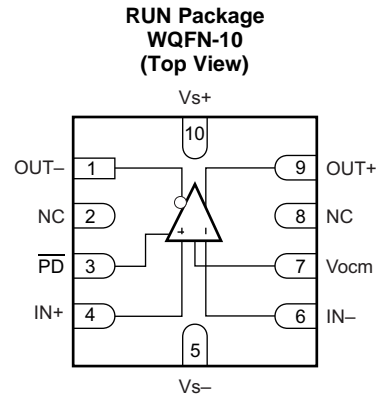 RUN Package
WQFN-10
(Top View)
Vs+
10
OUT– 1 9 OUT+
NC 2 8 NC
PD 3 7 Vocm
IN+ 4 6 IN–
5
Vs–